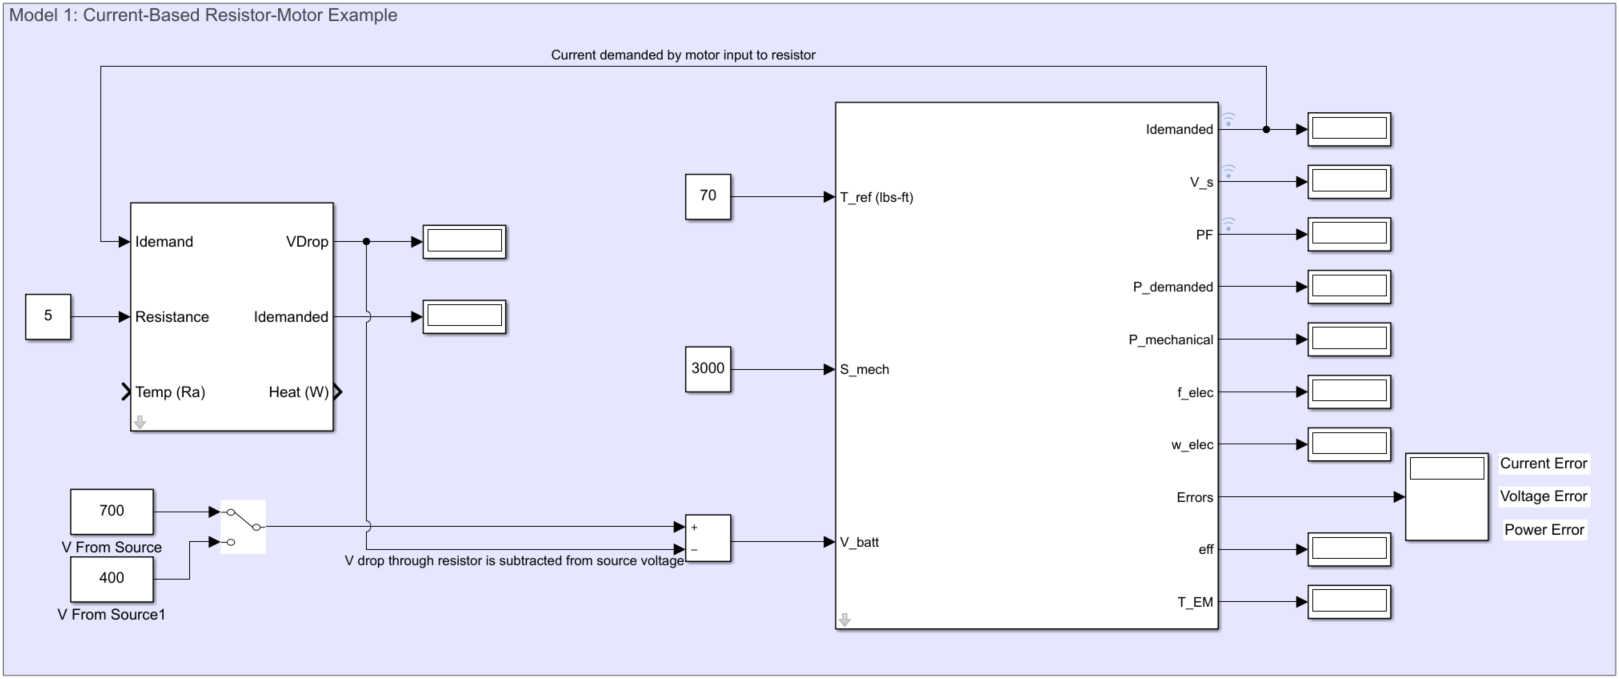 Model 1: Current-Based Resistor-Motor Example
Current demanded by motor input to resistor
Idemand
Resistance
Temp (Ra)
VDrop
Idemanded
Heat (W)
5
700
V From Source
400
V From Source1
V drop through resistor is subtracted from source voltage
+
−
70
3000
T_ref (lbs-ft)
S_mech
V_batt
Idemanded
V_s
PF
P_demanded
P_mechanical
f_elec
w_elec
Errors
eff
T_EM
Current Error
Voltage Error
Power Error